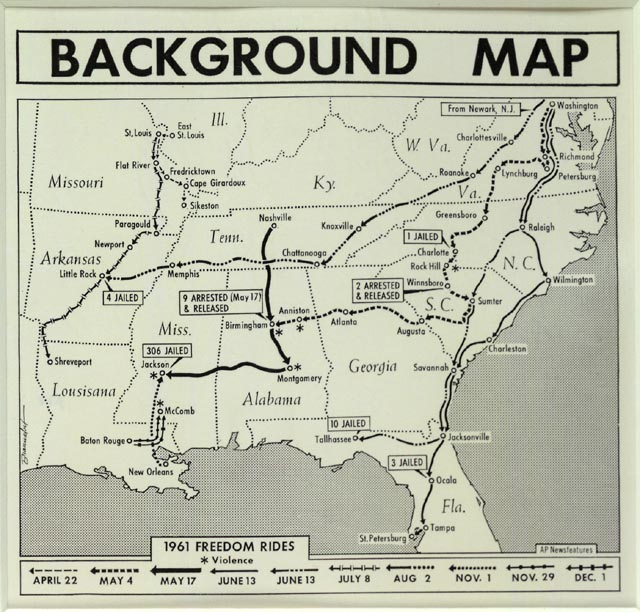 BACKGROUND MAP
Ill.
From Newark, N.J.
Washington
St. Louis
East
St. Louis
W. Va.
Charlottesville
Flat River
Fredricktown
Cape Girardoux
Roanoke
Lynchburg
Richmond
Petersburg
Missouri
Ky.
Va.
Sikeston
Greensboro
Nashville
Paragould
Tenn.
Knoxville
Raleigh
Newport
1 JAILED
Arkansas
Chattanooga
Charlotte
N.C.
Memphis
Rock Hill
Little Rock
Wilmington
4 JAILED
2 ARRESTED
& RELEASED
Winnsboro
9 ARRESTED (May 17)
& RELEASED
S.C.
Sumter
Anniston
Miss.
Birmingham
Atlanta
Augusta
306 JAILED
Charleston
Shreveport
Jackson
Georgia
Savannah
Montgomery
Lousisana
Alabama
McComb
10 JAILED
Baton Rouge
Tallhassee
Jacksonville
New Orleans
3 JAILED
Ocala
Fla.
Tampa
St. Petersburg
1961 FREEDOM RIDES
* Violence
AP Newsfeatures
APRIL 22
MAY 4
MAY 17
JUNE 13
JUNE 13
JULY 8
AUG 2
NOV. 1
NOV. 29
DEC. 1